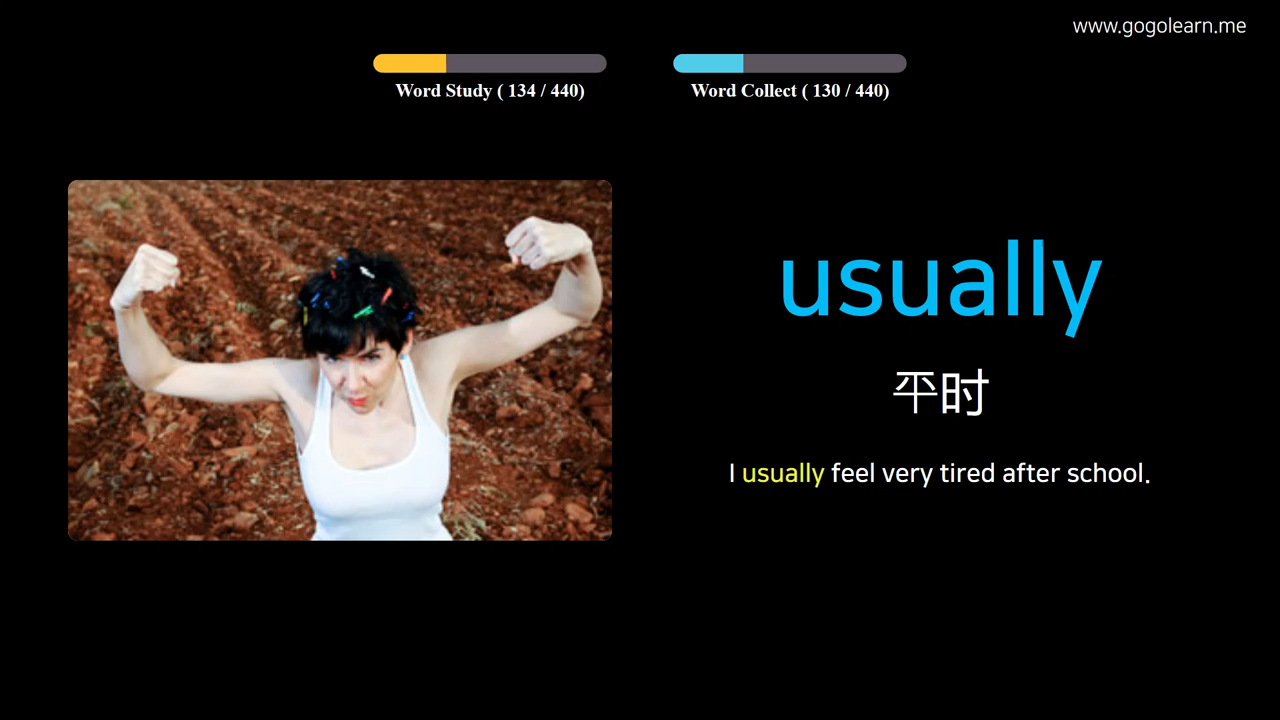 www.gogolearn.me
Word Study ( 134 / 440)
Word Collect ( 130 / 440)
usually
平时
I usually feel very tired after school.